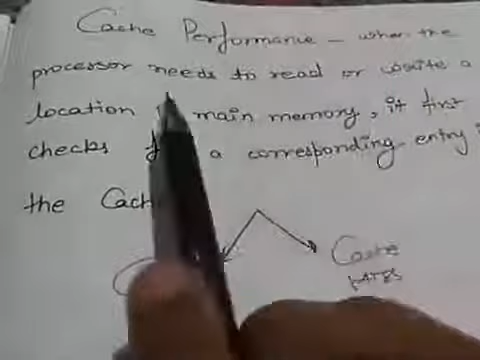 Cache Performance - when the
processor needs to read or write a
location main memory, it first
checks a corresponding entry
the Cach
Cache